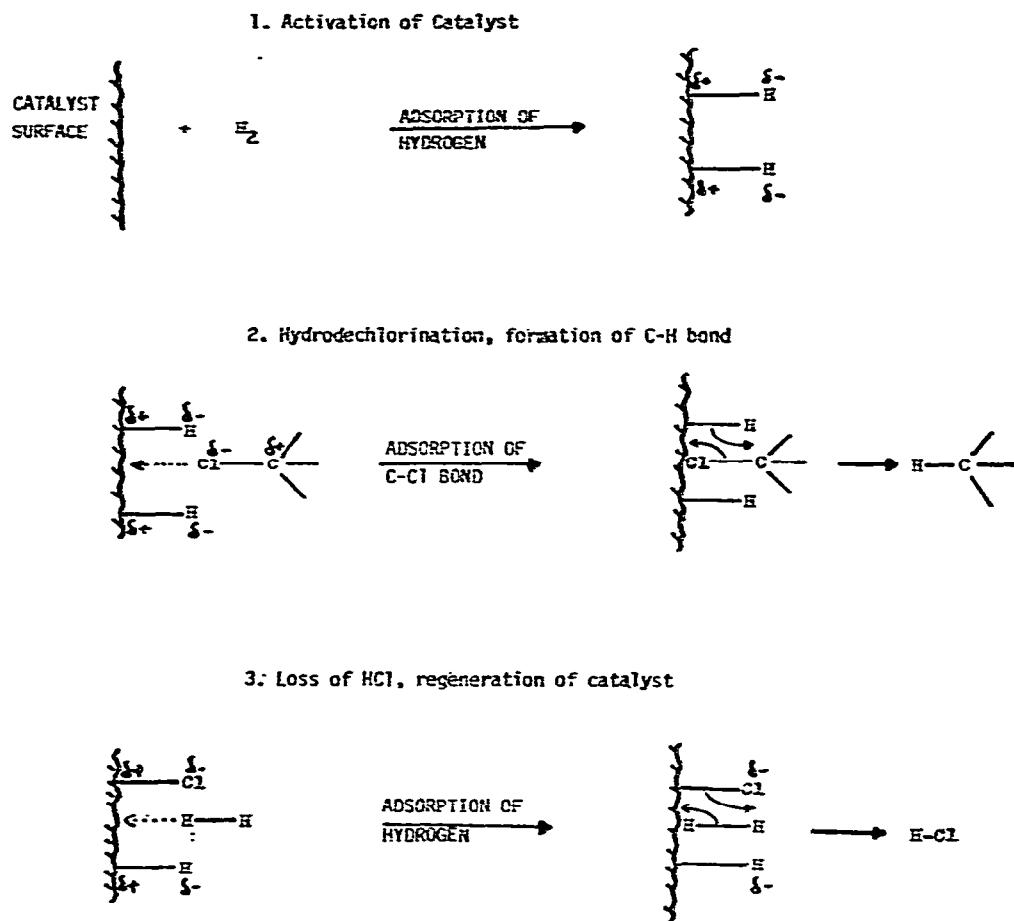 1. Activation of Catalyst
CATALYST
SURFACE
+ H2
ADSORPTION OF
HYDROGEN
δ+ δ-
H
H
δ+ δ-
2. Hydrodechlorination, formation of C-H bond
δ+ δ-
H
δ- δ+
Cl C
H
δ+ δ-
ADSORPTION OF
C-Cl BOND
H
Cl C
H
H C
3. Loss of HCl, regeneration of catalyst
δ+ δ-
Cl
H H
H
δ+ δ-
ADSORPTION OF
HYDROGEN
δ-
Cl
H H
H
δ-
H-Cl